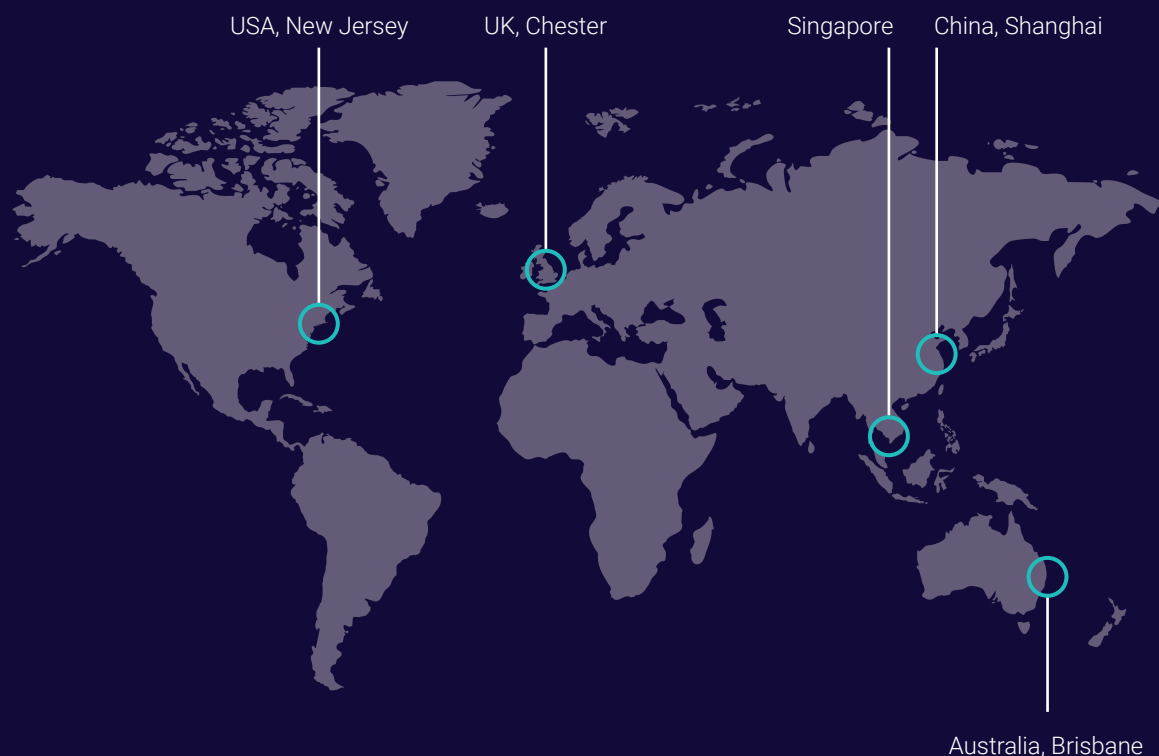 USA, New Jersey
UK, Chester
Singapore
China, Shanghai
Australia, Brisbane